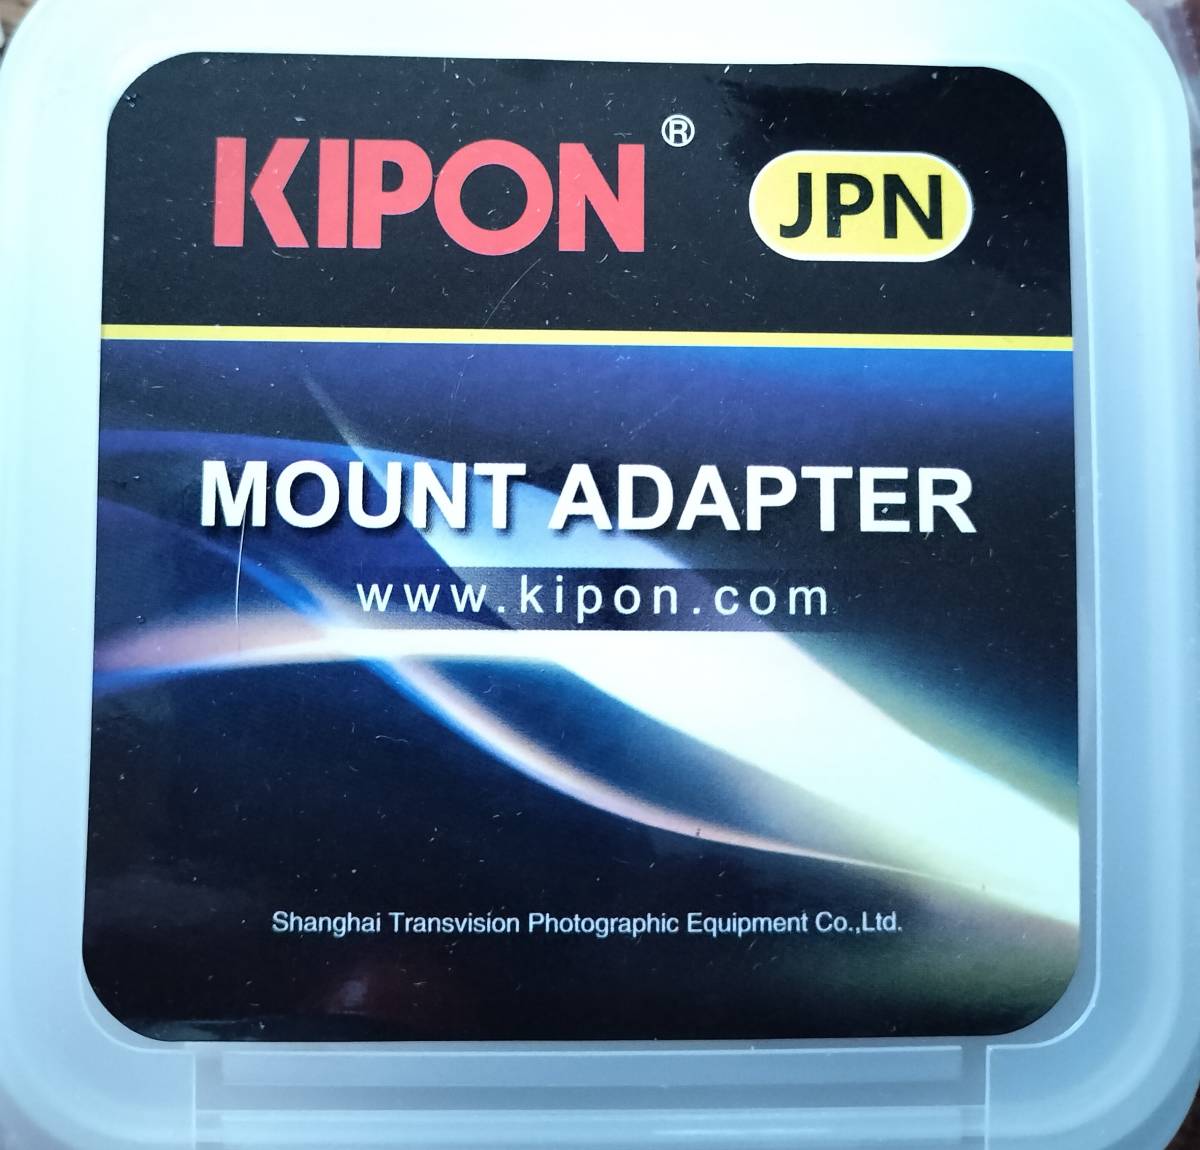 KIPON® JPN
MOUNT ADAPTER
www.kipon.com
Shanghai Transvision Photographic Equipment Co.,Ltd.